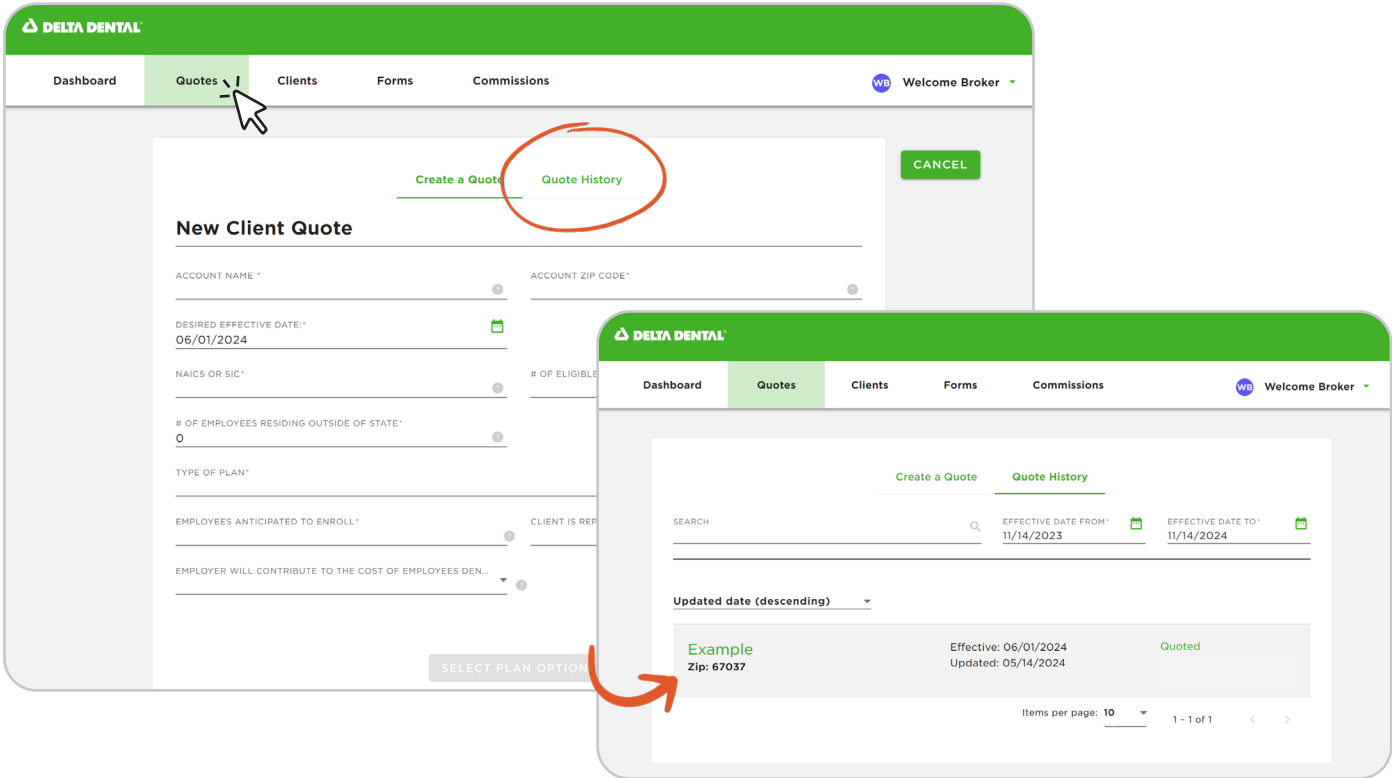 DELTA DENTAL®
Dashboard Quotes Clients Forms Commissions WB Welcome Broker
CANCEL
Create a Quote Quote History
New Client Quote
ACCOUNT NAME * ACCOUNT ZIP CODE*
DESIRED EFFECTIVE DATE:*
06/01/2024
NAICS OR SIC* # OF ELIGIBLE
# OF EMPLOYEES RESIDING OUTSIDE OF STATE*
0
TYPE OF PLAN*
EMPLOYEES ANTICIPATED TO ENROLL* CLIENT IS REP
EMPLOYER WILL CONTRIBUTE TO THE COST OF EMPLOYEES DEN...
SELECT PLAN OPTION
DELTA DENTAL®
Dashboard Quotes Clients Forms Commissions WB Welcome Broker
Create a Quote Quote History
SEARCH EFFECTIVE DATE FROM* EFFECTIVE DATE TO*
11/14/2023 11/14/2024
Updated date (descending)
Example Effective: 06/01/2024 Quoted
Zip: 67037 Updated: 05/14/2024
Items per page: 10 1 – 1 of 1